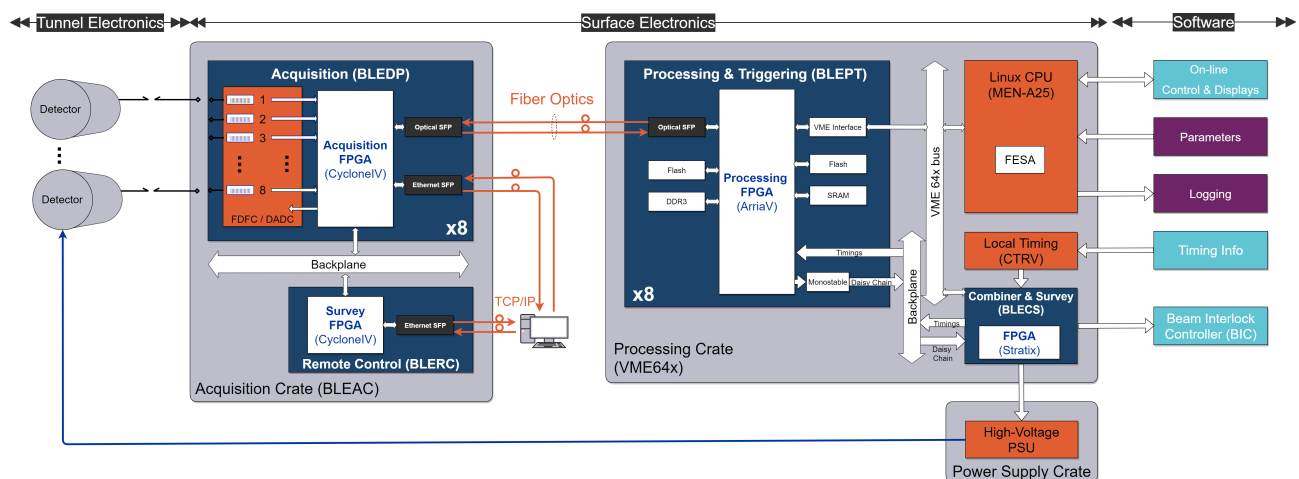 Tunnel Electronics
Surface Electronics
Software
Detector
Detector
Acquisition (BLEDP)
1
2
3
8
FDFC / DADC
Acquisition
FPGA
(CycloneIV)
Optical SFP
Ethernet SFP
x8
Backplane
Survey
FPGA
(CycloneIV)
Ethernet SFP
Remote Control (BLERC)
Acquisition Crate (BLEAC)
Fiber Optics
TCP/IP
Processing & Triggering (BLEPT)
Optical SFP
Flash
DDR3
Processing
FPGA
(ArriaV)
VME Interface
Flash
SRAM
Timings
Monostable
Daisy Chain
x8
Processing Crate
(VME64x)
VME 64x bus
Backplane
Linux CPU
(MEN-A25)
FESA
Local Timing
(CTRV)
Combiner & Survey
(BLECS)
FPGA
(Stratix)
Timings
Daisy
Chain
High-Voltage
PSU
Power Supply Crate
On-line
Control & Displays
Parameters
Logging
Timing Info
Beam Interlock
Controller (BIC)